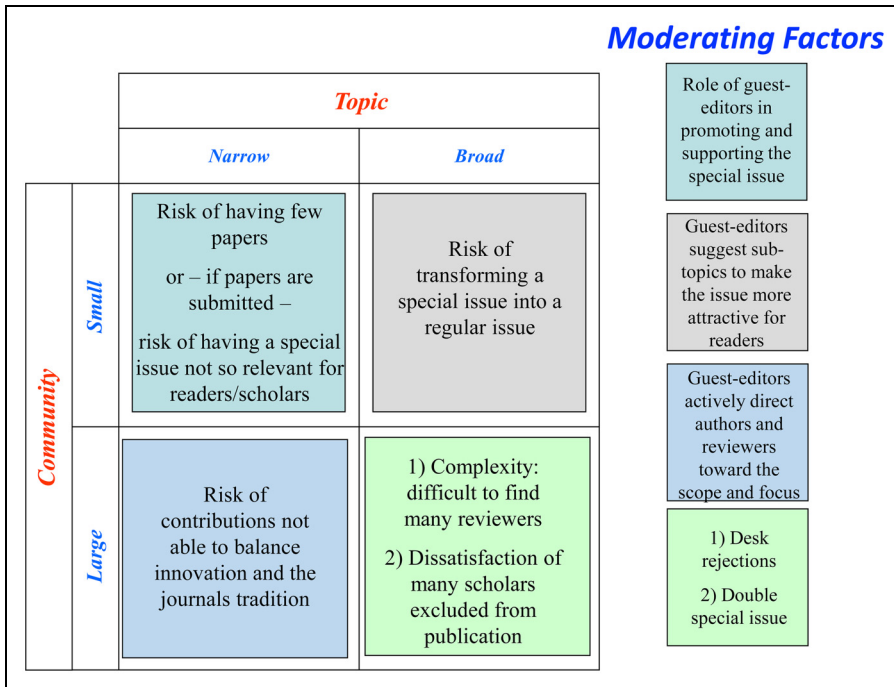 Moderating Factors
Topic
Narrow
Broad
Community
Small
Risk of having few
papers
or – if papers are
submitted –
risk of having a special
issue not so relevant for
readers/scholars
Risk of
transforming a
special issue into a
regular issue
Large
Risk of
contributions not
able to balance
innovation and the
journals tradition
1) Complexity:
difficult to find
many reviewers
2) Dissatisfaction of
many scholars
excluded from
publication
Role of guest-
editors in
promoting and
supporting the
special issue
Guest-editors
suggest sub-
topics to make
the issue more
attractive for
readers
Guest-editors
actively direct
authors and
reviewers
toward the
scope and focus
1) Desk
rejections
2) Double
special issue